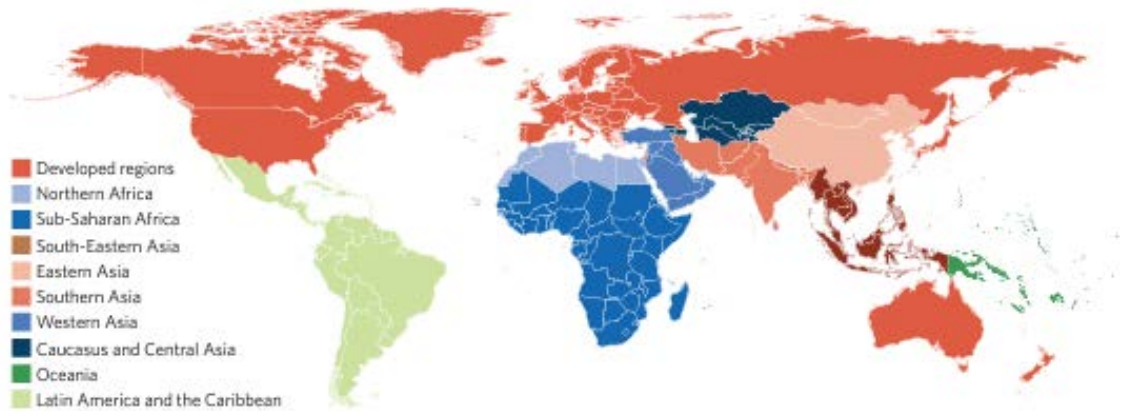 Developed regions
Northern Africa
Sub-Saharan Africa
South-Eastern Asia
Eastern Asia
Southern Asia
Western Asia
Caucasus and Central Asia
Oceania
Latin America and the Caribbean